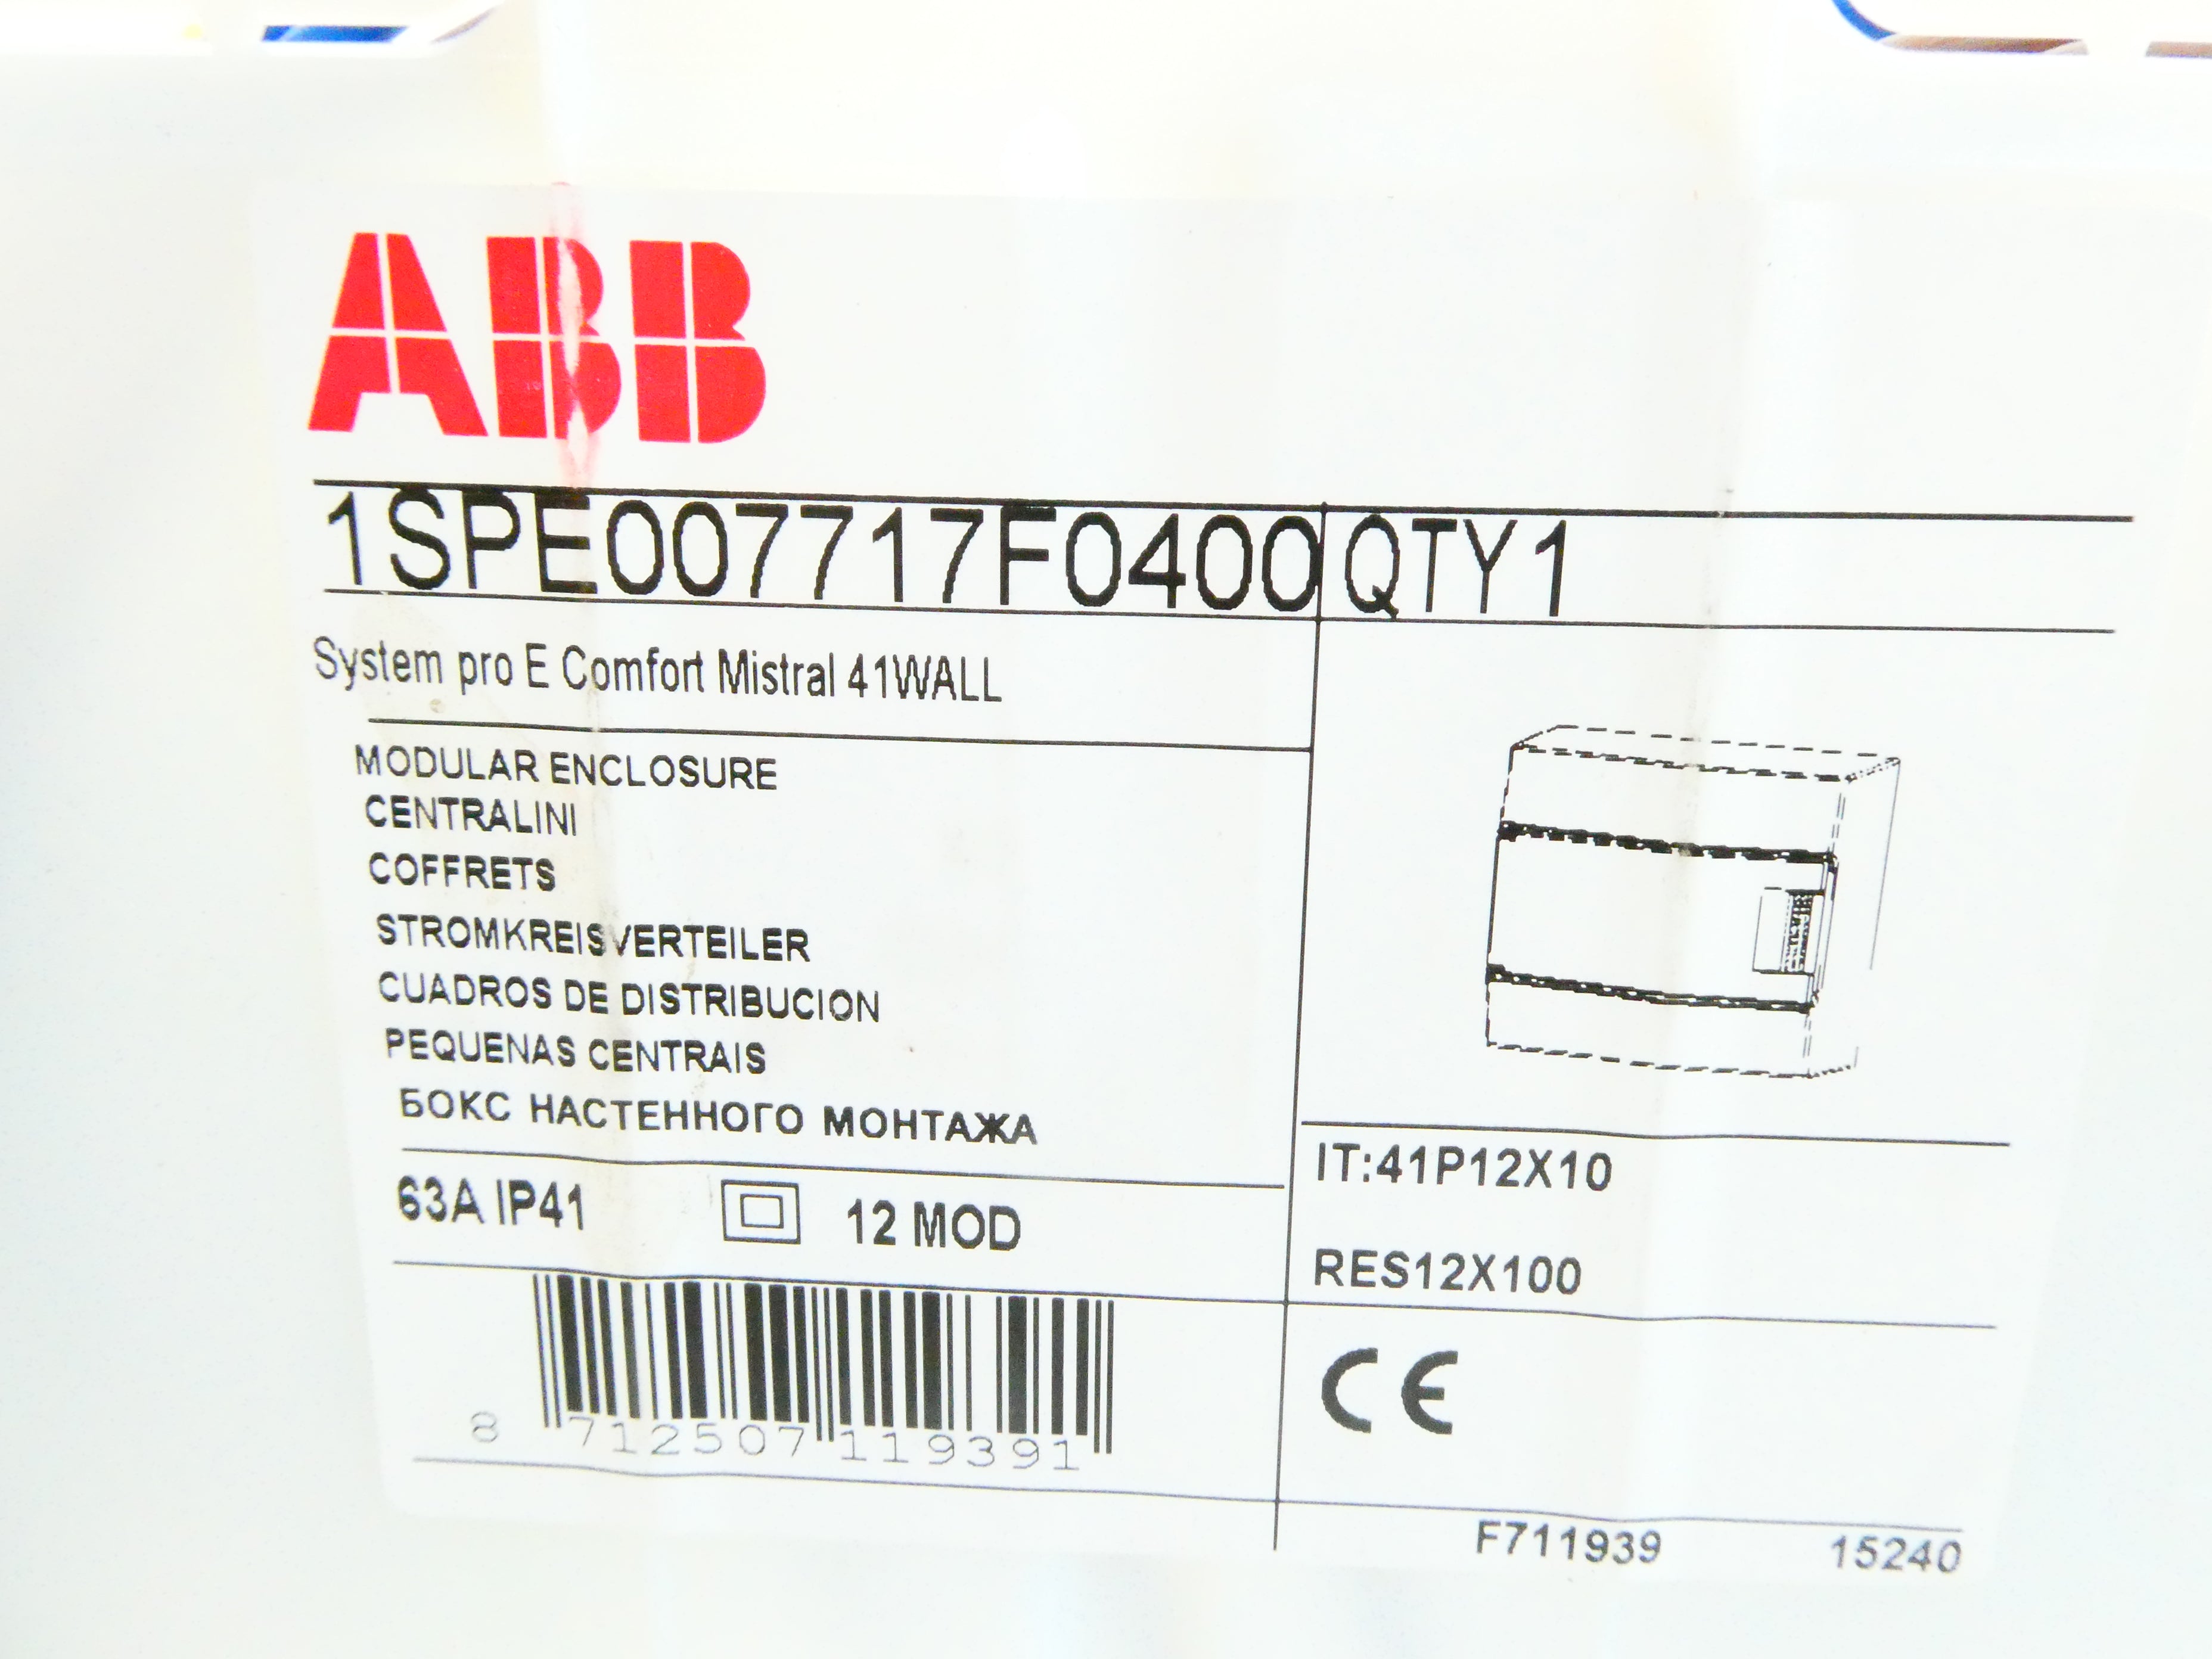 ABB
1SPE007717F0400 QTY1
System pro E Comfort Mistral 41WALL
MODULAR ENCLOSURE
CENTRALINI
COFFRETS
STROMKREISVERTEILER
CUADROS DE DISTRIBUCION
PEQUENAS CENTRAIS
БОКС НАСТЕННОГО МОНТАЖА
63A IP41 12 MOD
IT:41P12X10
RES12X100
8 712507 119391
CE
F711939 15240